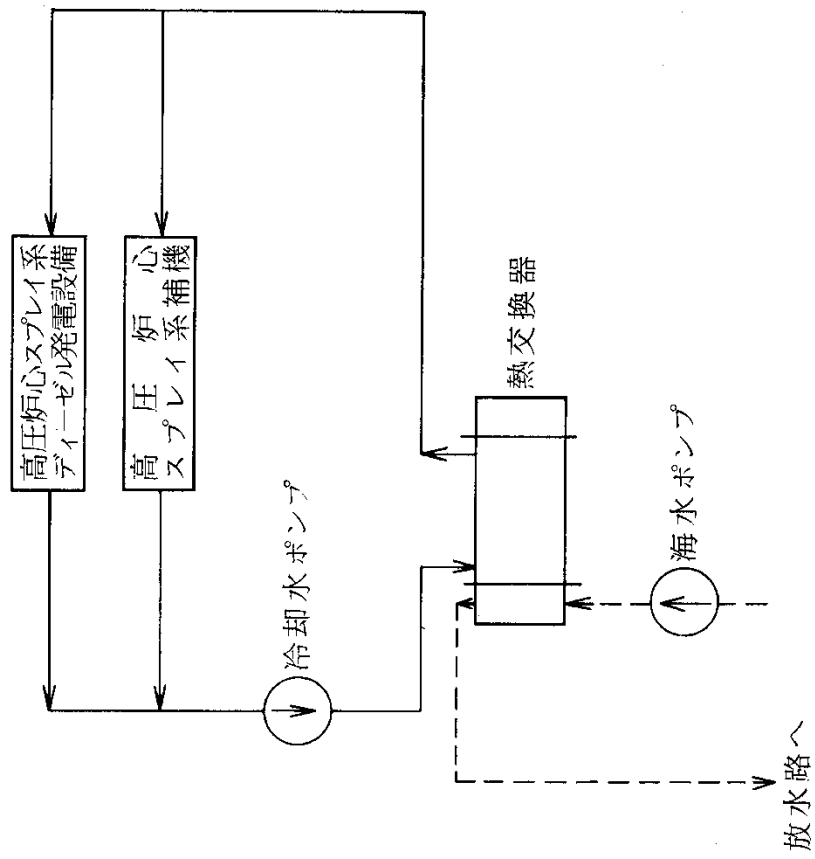 高圧炉心スプレイ系
ディーゼル発電設備
高圧炉心
スプレイ系補機
冷却水ポンプ
熱交換器
海水ポンプ
放水路へ